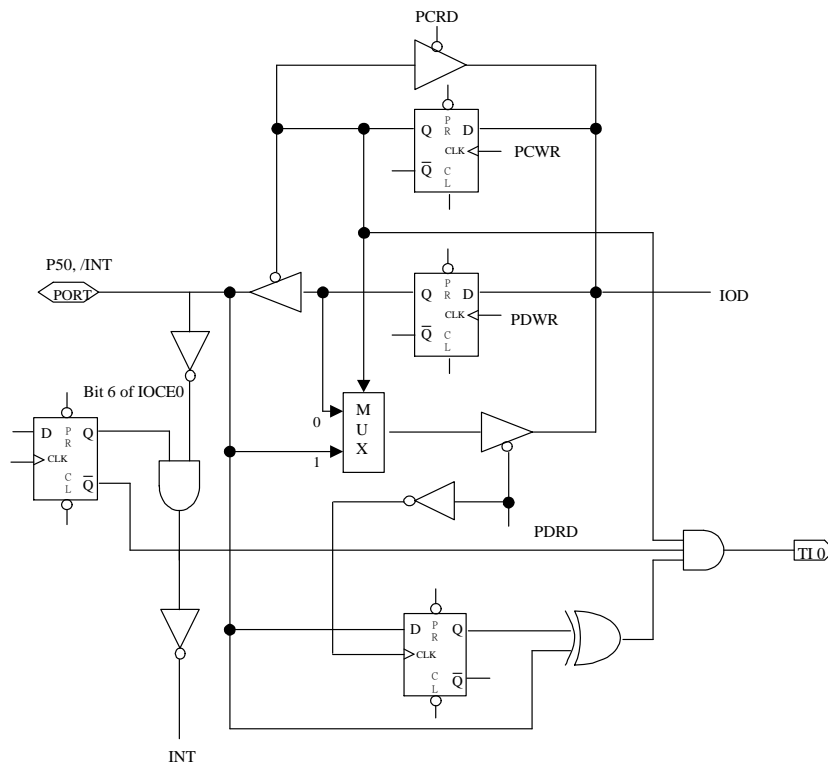 PCRD
P
R
Q
D
CLK
PCWR
Q
C
L
P50, /INT
PORT
P
R
Q
D
CLK
PDWR
Q
C
L
IOD
Bit 6 of IOCE0
D
P
R
Q
CLK
C
L
Q
0
1
M
U
X
PDRD
TI 0
D
P
R
Q
CLK
C
L
Q
INT